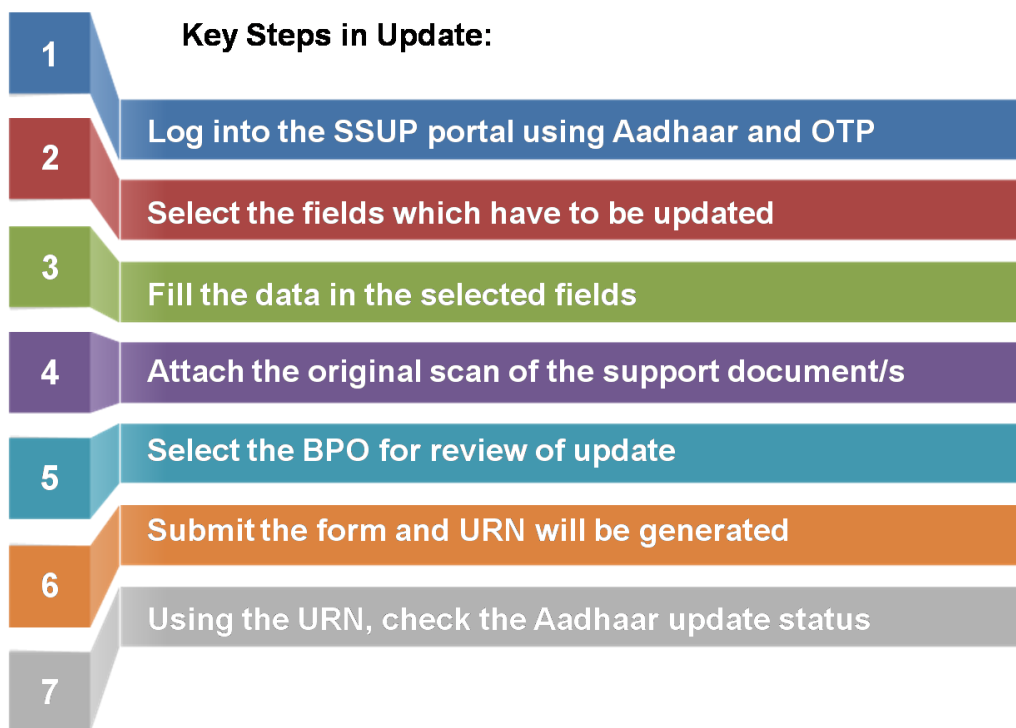 Key Steps in Update:
1
Log into the SSUP portal using Aadhaar and OTP
2
Select the fields which have to be updated
3
Fill the data in the selected fields
4
Attach the original scan of the support document/s
5
Select the BPO for review of update
6
Submit the form and URN will be generated
7
Using the URN, check the Aadhaar update status